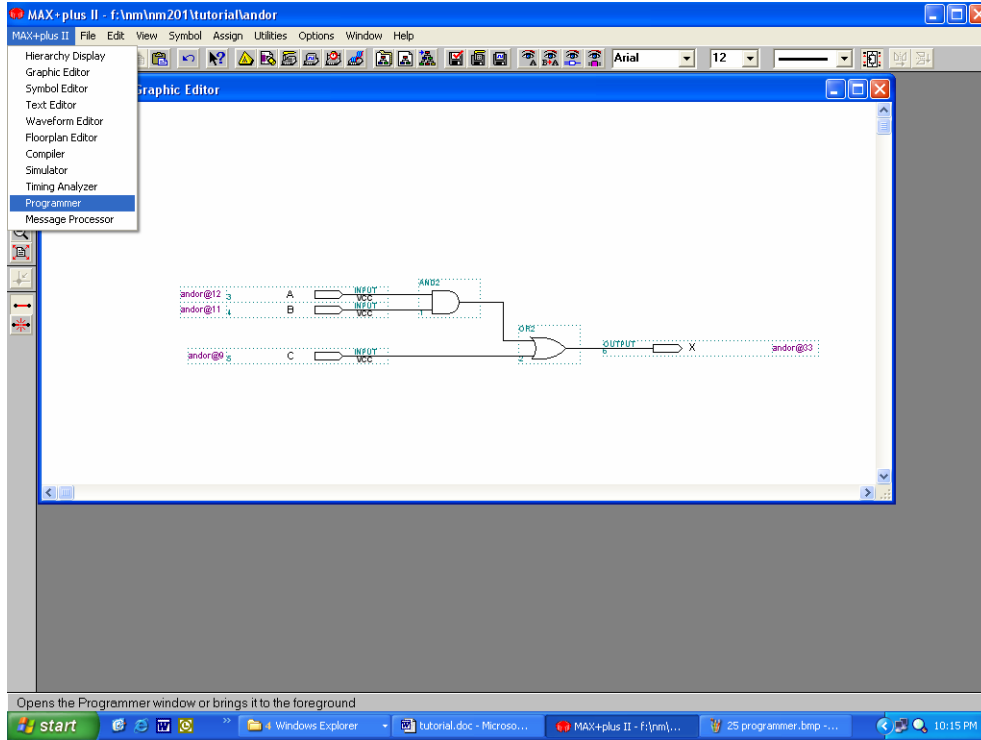 MAX+plus II - f:\nm\nm201\tutorial\andor
MAX+plus II File Edit View Symbol Assign Utilities Options Window Help
Arial 12
Hierarchy Display
Graphic Editor
Symbol Editor
Text Editor
Waveform Editor
Floorplan Editor
Compiler
Simulator
Timing Analyzer
Programmer
Message Processor
Graphic Editor
andor@12 3 A INPUT VCC
andor@11 4 B INPUT VCC
AND2
1
andor@9 5 C INPUT VCC
OR2
2
OUTPUT
6
X andor@33
Opens the Programmer window or brings it to the foreground
start » 4 Windows Explorer tutorial.doc - Microso... MAX+plus II - f:\nm\... 25 programmer.bmp -... 10:15 PM